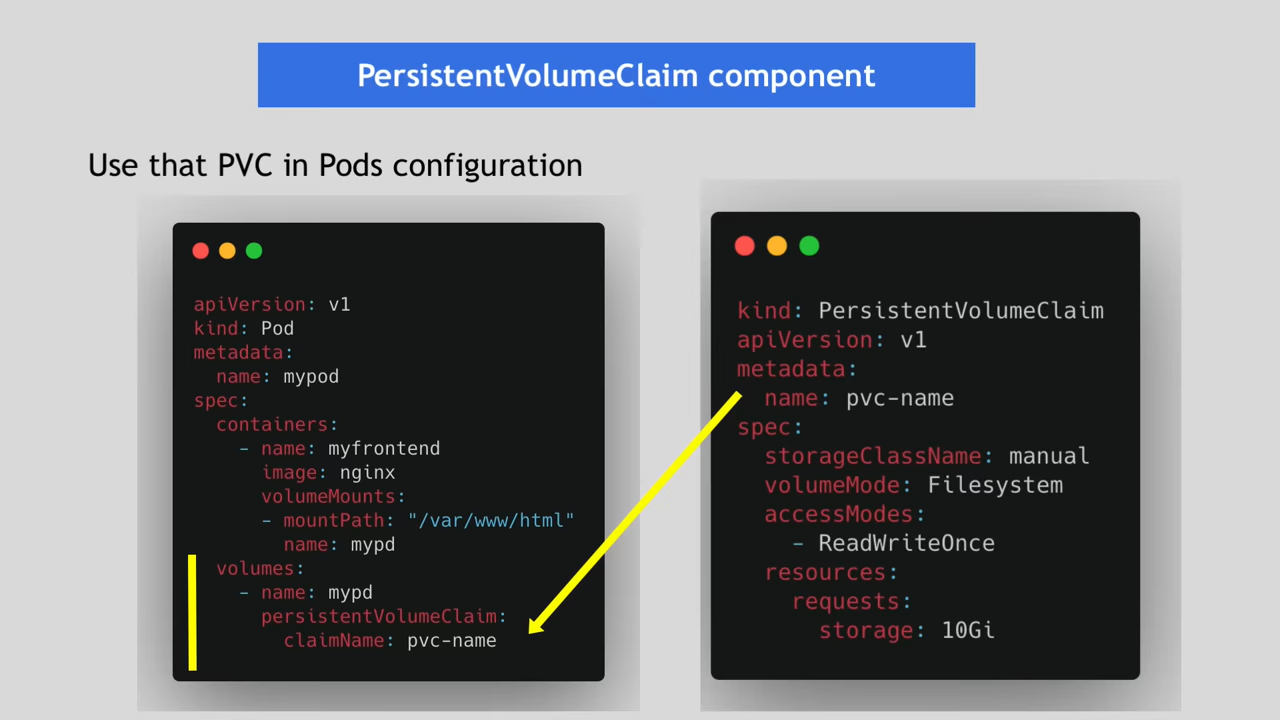 PersistentVolumeClaim component
Use that PVC in Pods configuration
apiVersion: v1
kind: Pod
metadata:
  name: mypod
spec:
  containers:
    - name: myfrontend
      image: nginx
      volumeMounts:
      - mountPath: "/var/www/html"
        name: mypd
  volumes:
    - name: mypd
      persistentVolumeClaim:
        claimName: pvc-name
kind: PersistentVolumeClaim
apiVersion: v1
metadata:
  name: pvc-name
spec:
  storageClassName: manual
  volumeMode: Filesystem
  accessModes:
    - ReadWriteOnce
  resources:
    requests:
      storage: 10Gi